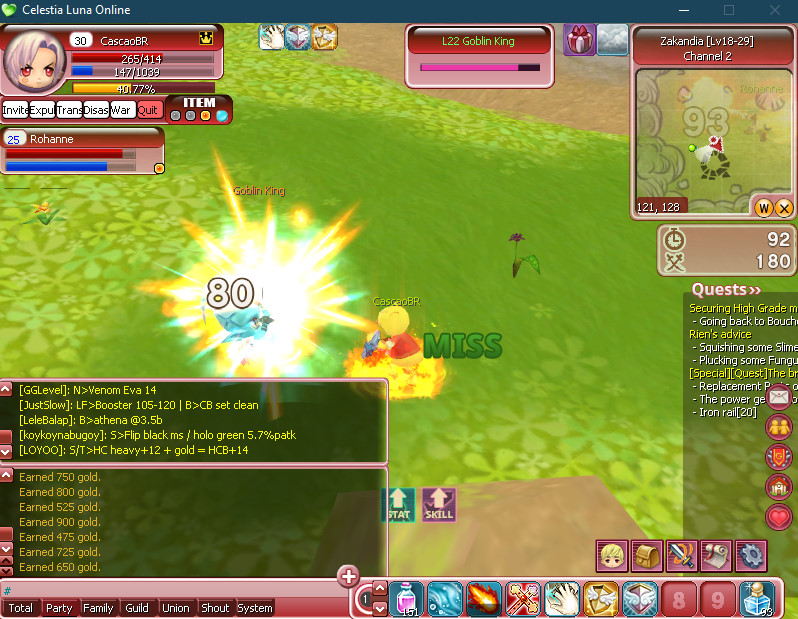 Celestia Luna Online
30 CascaoBR
265/414
147/1039
40.77%
Invite Expul Trans Disas War Quit
ITEM
25 Rohanne
L22 Goblin King
Zakandia [Lv18-29]
Channel 2
Rohanne
93
121, 128
W X
92
180
Quests>>
Securing High Grade m
- Going back to Bouche
Rien's advice
- Squishing some Slime
- Plucking some Fungu
[Special][Quest]The br
- Replacement
- The power ge
- Iron rail[20]
Goblin King
80
CascaoBR
MISS
[GGLevel]: N>Venom Eva 14
[JustSlow]: LF>Booster 105-120 | B>CB set clean
[LeleBalap]: B>athena @3.5b
[koykoynabugoy]: S>Flip black ms / holo green 5.7%patk
[LOYOO]: S/T>HC heavy+12 + gold = HCB+14
Earned 750 gold.
Earned 800 gold.
Earned 525 gold.
Earned 900 gold.
Earned 475 gold.
Earned 725 gold.
Earned 650 gold.
STAT SKILL
#
Total Party Family Guild Union Shout System
1
151
8 9
93